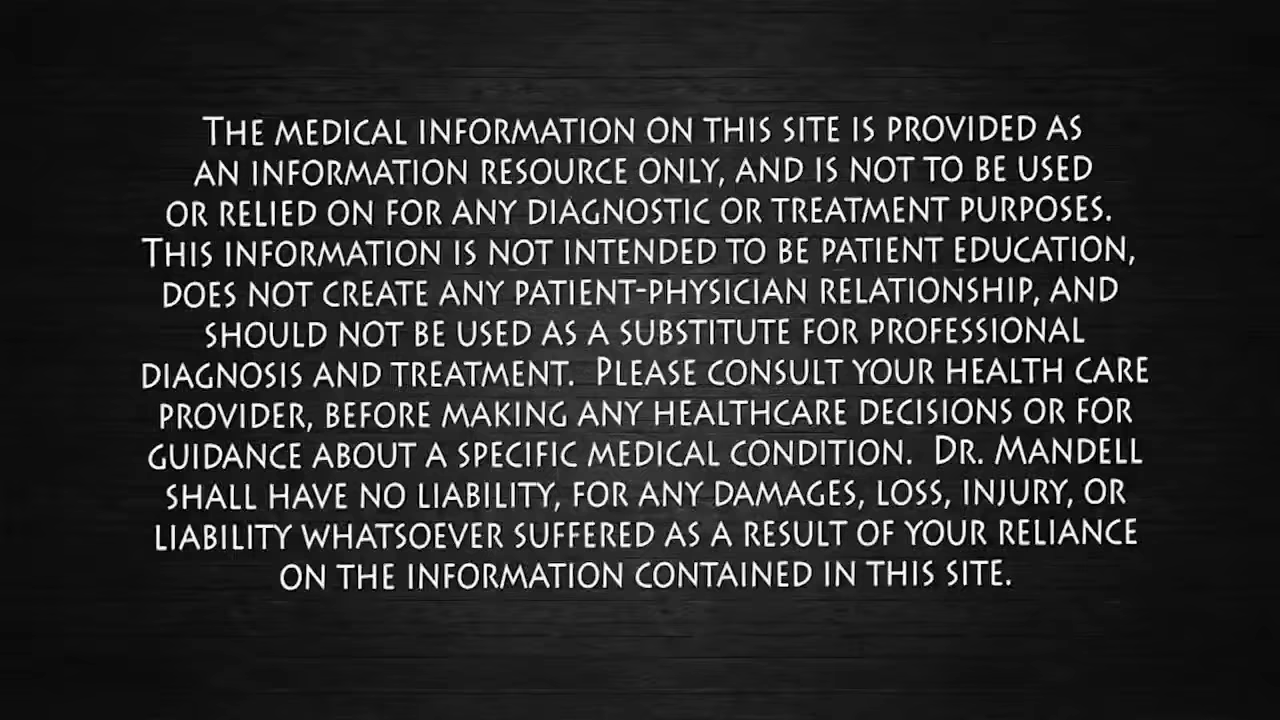 THE MEDICAL INFORMATION ON THIS SITE IS PROVIDED AS
AN INFORMATION RESOURCE ONLY, AND IS NOT TO BE USED
OR RELIED ON FOR ANY DIAGNOSTIC OR TREATMENT PURPOSES.
THIS INFORMATION IS NOT INTENDED TO BE PATIENT EDUCATION,
DOES NOT CREATE ANY PATIENT-PHYSICIAN RELATIONSHIP, AND
SHOULD NOT BE USED AS A SUBSTITUTE FOR PROFESSIONAL
DIAGNOSIS AND TREATMENT. PLEASE CONSULT YOUR HEALTH CARE
PROVIDER, BEFORE MAKING ANY HEALTHCARE DECISIONS OR FOR
GUIDANCE ABOUT A SPECIFIC MEDICAL CONDITION. DR. MANDELL
SHALL HAVE NO LIABILITY, FOR ANY DAMAGES, LOSS, INJURY, OR
LIABILITY WHATSOEVER SUFFERED AS A RESULT OF YOUR RELIANCE
ON THE INFORMATION CONTAINED IN THIS SITE.